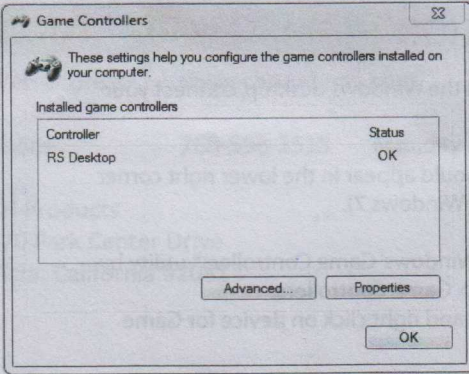 Game Controllers
These settings help you configure the game controllers installed on
your computer.
Installed game controllers
Controller Status
RS Desktop OK
Advanced... Properties
OK